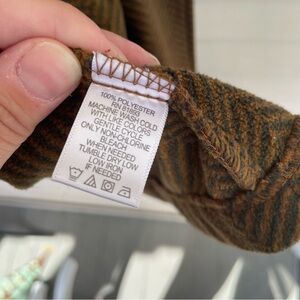 100% POLYESTER
MACHINE WASH COLD
WITH LIKE COLORS
GENTLE CYCLE
ONLY NON-CHLORINE
BLEACH
WHEN NEEDED
TUMBLE DRY LOW
LOW IRON
IF NEEDED